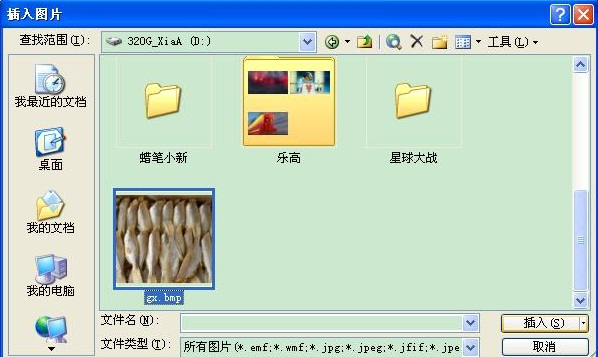 插入图片
查找范围(I):
320G_XiaA (D:)
工具(L)
我最近的文档
桌面
我的文档
我的电脑
蜡笔小新
乐高
星球大战
gx.bmp
文件名(N):
插入(S)
文件类型(T):
所有图片(*.emf;*.wmf;*.jpg;*.jpeg;*.jfif;*.jpe
取消